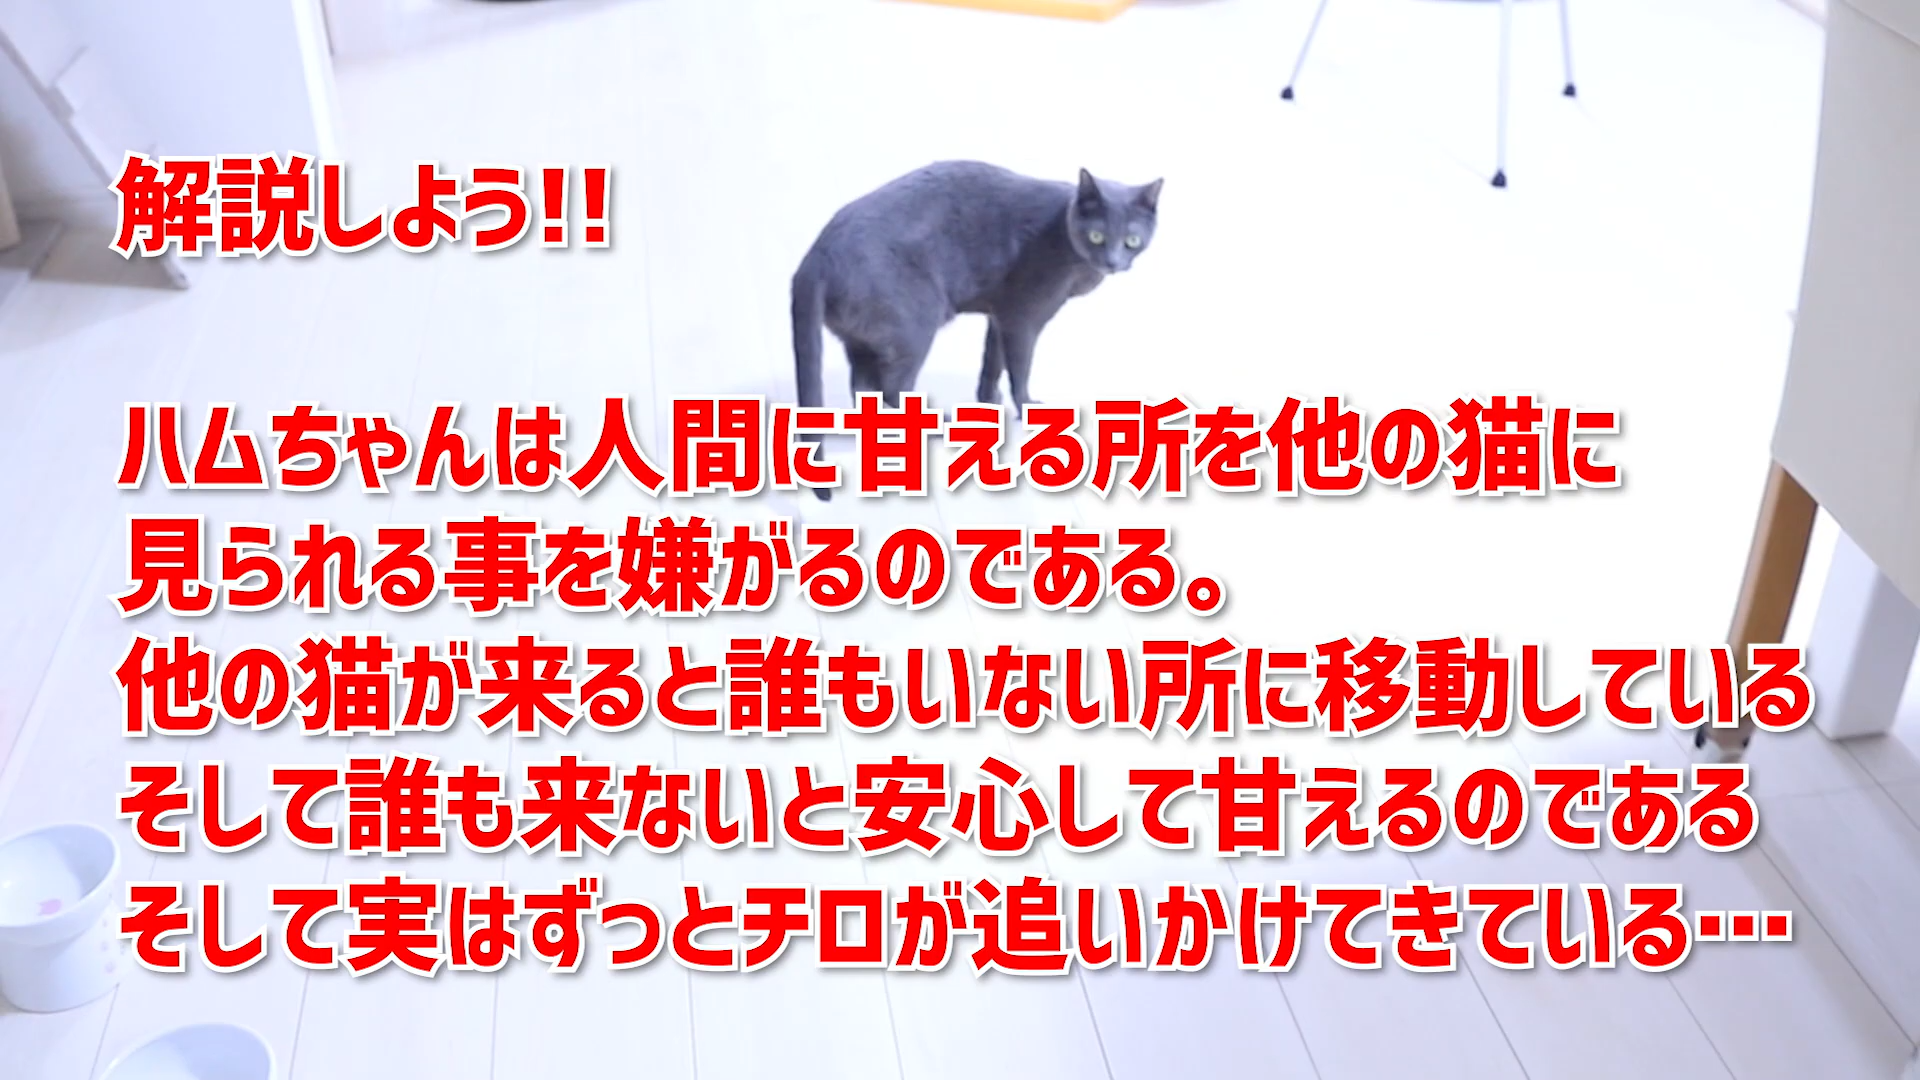 解説しよう!!
ハムちゃんは人間に甘える所を他の猫に
見られる事を嫌がるのである。
他の猫が来ると誰もいない所に移動している
そして誰も来ないと安心して甘えるのである
そして実はずっとチロが追いかけてきている…